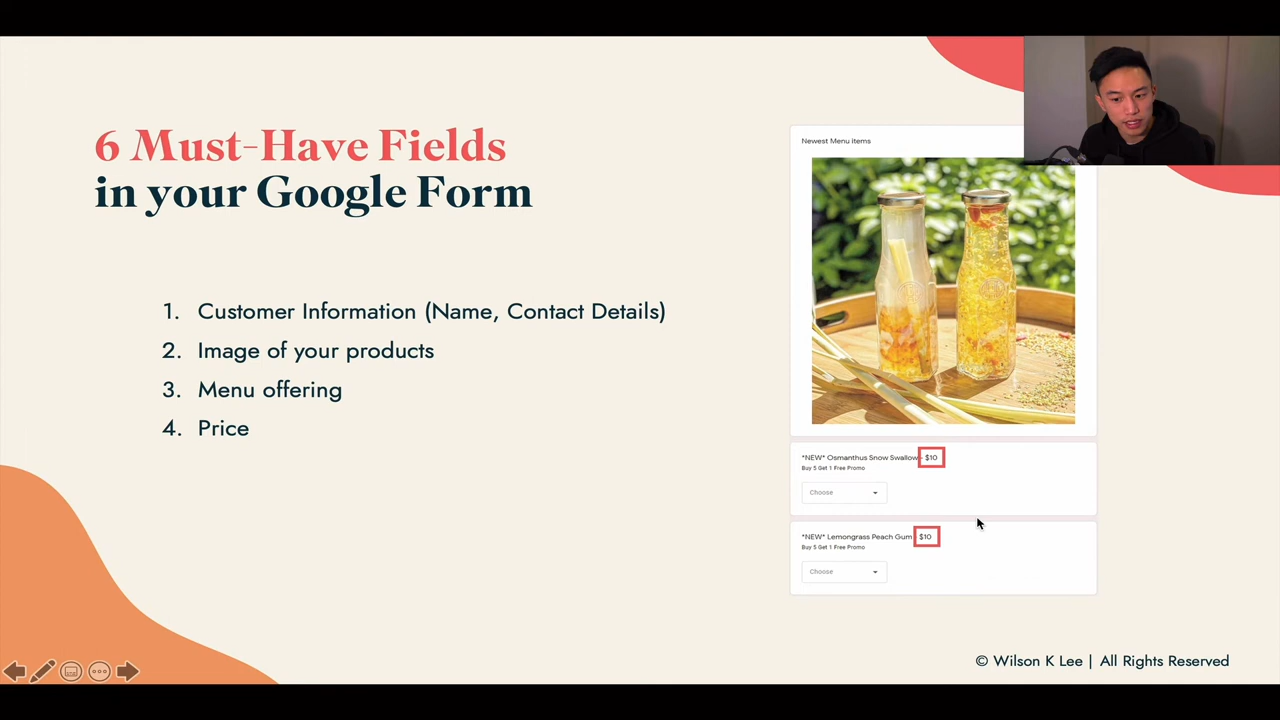 6 Must-Have Fields
in your Google Form
1. Customer Information (Name, Contact Details)
2. Image of your products
3. Menu offering
4. Price
Newest Menu Items
*NEW* Osmanthus Snow Swallow - $10
Buy 5 Get 1 Free Promo
Choose
*NEW* Lemongrass Peach Gum - $10
Buy 5 Get 1 Free Promo
Choose
© Wilson K Lee | All Rights Reserved